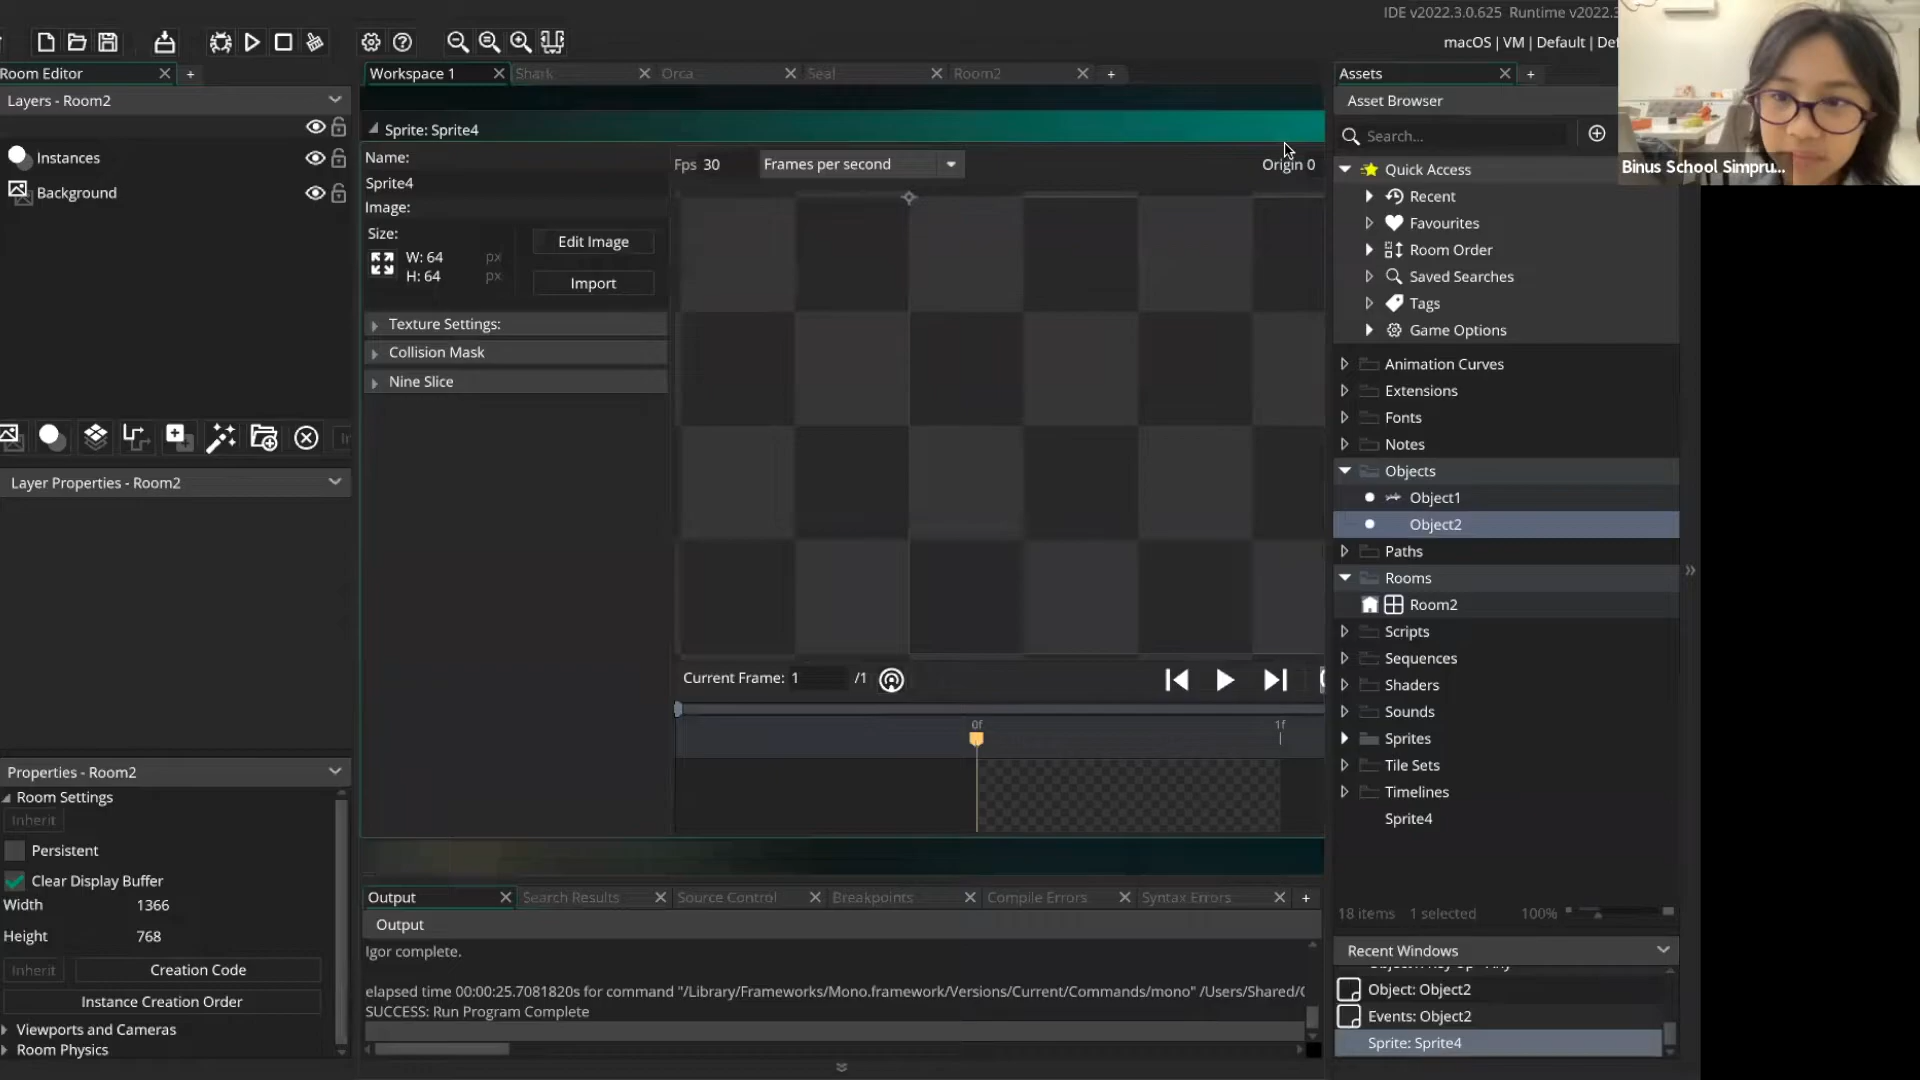 IDE v2022.3.0.625 Runtime v2022.3
macOS | VM | Default | Def
Room Editor
Workspace 1
Shark
Orca
Seal
Room2
Assets
Layers - Room2
Asset Browser
Sprite: Sprite4
Search...
Instances
Background
Name:
Sprite4
Image:
Size:
W: 64 px
H: 64 px
Edit Image
Import
Texture Settings:
Collision Mask
Nine Slice
Fps 30
Frames per second
Origin 0
Binus School Simpru...
Quick Access
Recent
Favourites
Room Order
Saved Searches
Tags
Game Options
Animation Curves
Extensions
Fonts
Notes
Objects
Object1
Object2
Paths
Rooms
Room2
Scripts
Sequences
Shaders
Sounds
Sprites
Tile Sets
Timelines
Sprite4
Layer Properties - Room2
Current Frame: 1 /1
0f
1f
Properties - Room2
Room Settings
Inherit
Persistent
Clear Display Buffer
Width 1366
Height 768
Inherit
Creation Code
Instance Creation Order
Viewports and Cameras
Room Physics
Output
Search Results
Source Control
Breakpoints
Compile Errors
Syntax Errors
Output
Igor complete.
elapsed time 00:00:25.7081820s for command "/Library/Frameworks/Mono.framework/Versions/Current/Commands/mono" /Users/Shared/
SUCCESS: Run Program Complete
18 items 1 selected 100%
Recent Windows
Object: Object2
Events: Object2
Sprite: Sprite4